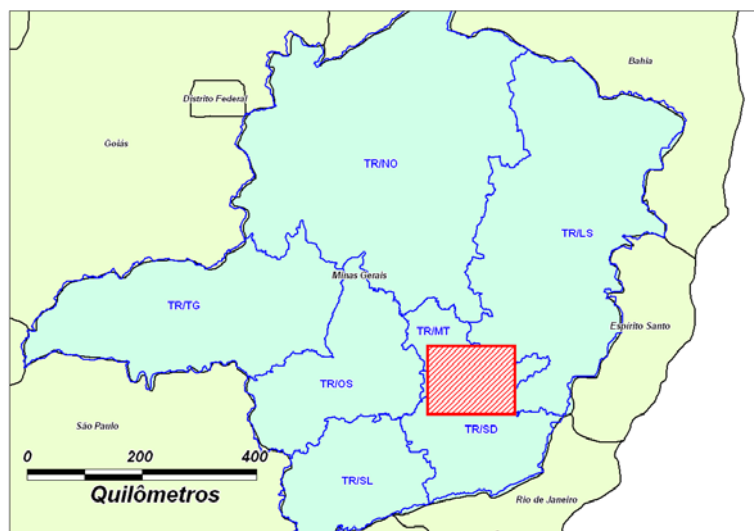 Bahia
Distrito Federal
Goiás
TR/NO
TR/LS
Minas Gerais
TR/TG
Espírito Santo
TR/MT
TR/OS
São Paulo
TR/SD
0 200 400
Quilômetros
TR/SL
Rio de Janeiro